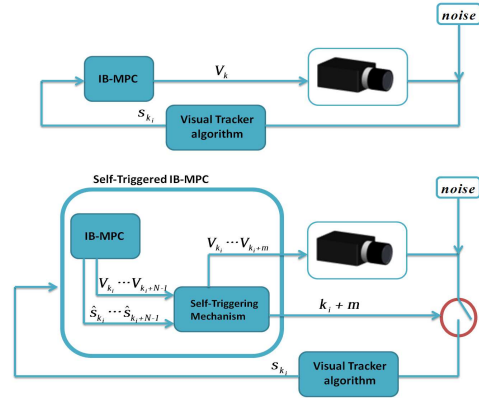 noise
IB-MPC
V_k
s_{k_i}
Visual Tracker
algorithm
Self-Triggered IB-MPC
noise
IB-MPC
V_{k_i} ⋯ V_{k_i+m}
V_{k_i} ⋯ V_{k_i+N-1}
ŝ_{k_i} ⋯ ŝ_{k_i+N-1}
Self-Triggering
Mechanism
k_i + m
s_{k_i}
Visual Tracker
algorithm